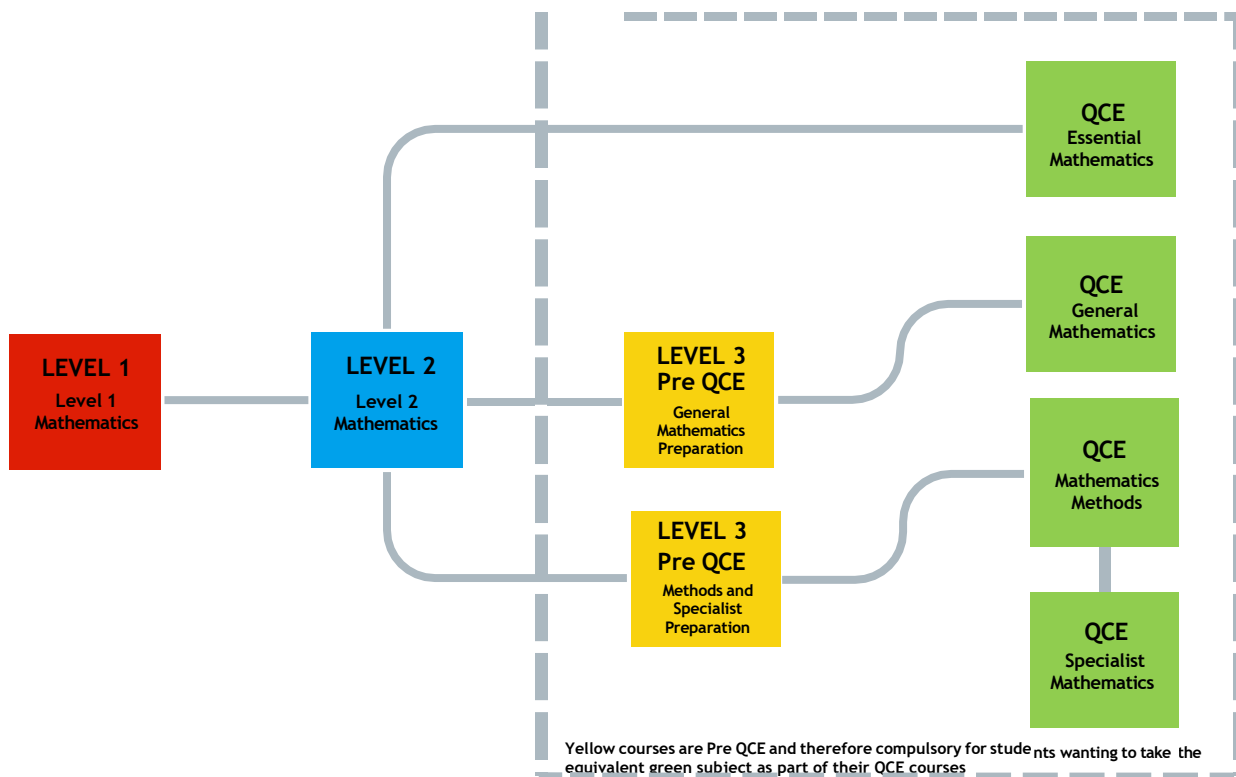 QCE
Essential
Mathematics
QCE
General
Mathematics
LEVEL 1
Level 1
Mathematics
LEVEL 2
Level 2
Mathematics
LEVEL 3
Pre QCE
General
Mathematics
Preparation
QCE
Mathematics
Methods
LEVEL 3
Pre QCE
Methods and
Specialist
Preparation
QCE
Specialist
Mathematics
Yellow courses are Pre QCE and therefore compulsory for students wanting to take the
equivalent green subject as part of their QCE courses